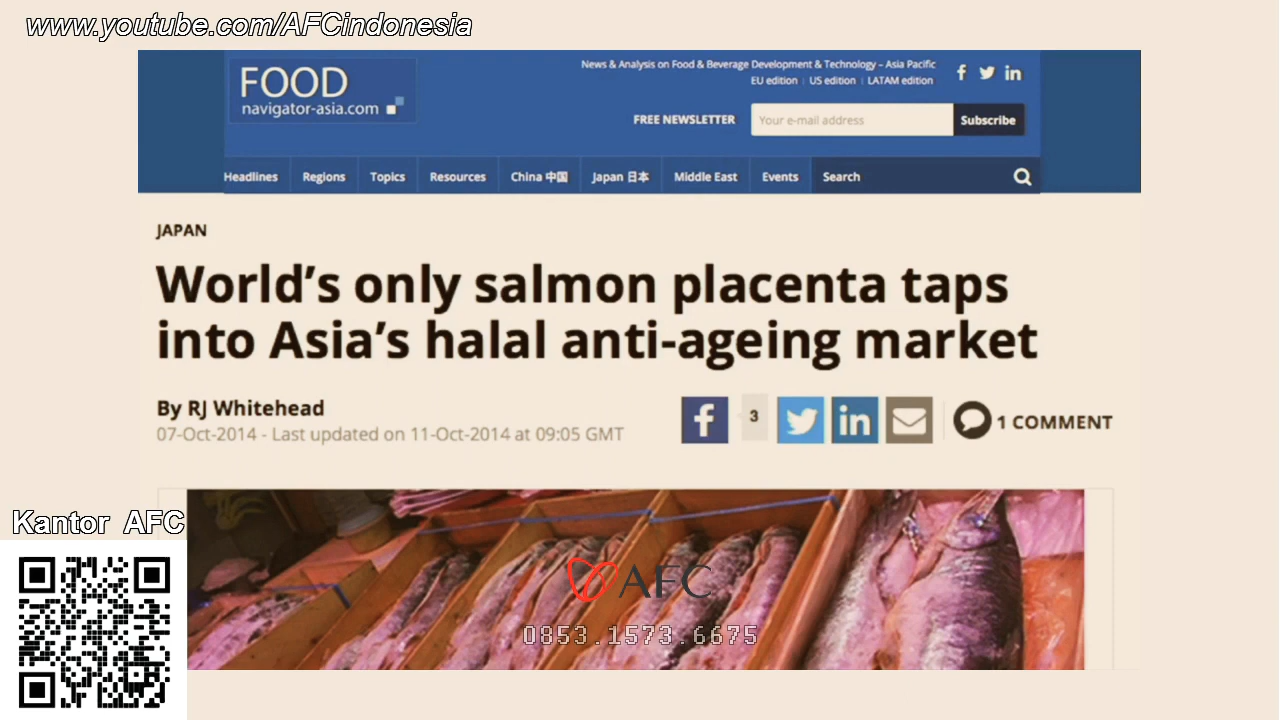 www.youtube.com/AFCindonesia
FOOD
navigator-asia.com
News & Analysis on Food & Beverage Development & Technology – Asia Pacific
EU edition | US edition | LATAM edition
FREE NEWSLETTER
Your e-mail address
Subscribe
Headlines Regions Topics Resources China 中国 Japan 日本 Middle East Events Search
JAPAN
World's only salmon placenta taps
into Asia's halal anti-ageing market
By RJ Whitehead
07-Oct-2014 - Last updated on 11-Oct-2014 at 09:05 GMT
3
1 COMMENT
Kantor AFC
AFC
0853.1573.6675